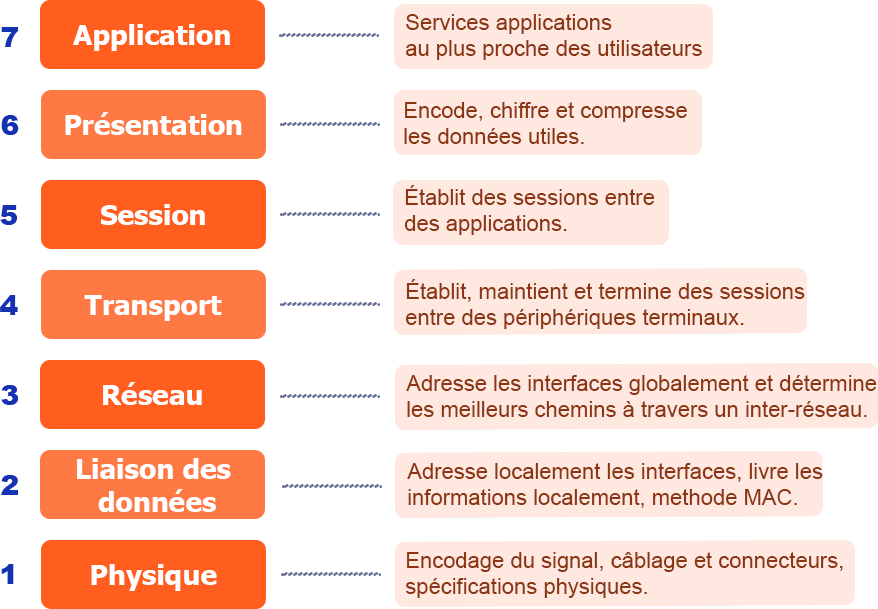 7
Application
Services applications
au plus proche des utilisateurs
6
Présentation
Encode, chiffre et compresse
les données utiles.
5
Session
Établit des sessions entre
des applications.
4
Transport
Établit, maintient et termine des sessions
entre des périphériques terminaux.
3
Réseau
Adresse les interfaces globalement et détermine
les meilleurs chemins à travers un inter-réseau.
2
Liaison des
données
Adresse localement les interfaces, livre les
informations localement, methode MAC.
1
Physique
Encodage du signal, câblage et connecteurs,
spécifications physiques.